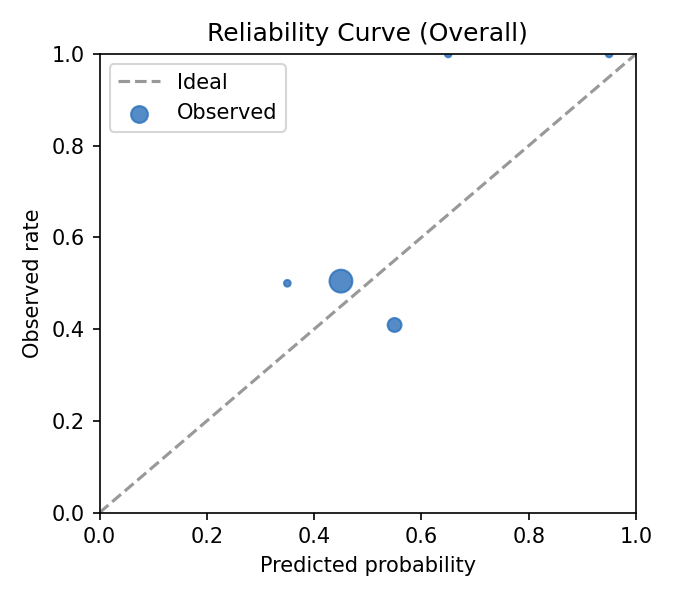 Reliability Curve (Overall)
Ideal
Observed
1.0
0.8
0.6
0.4
0.2
0.0
Observed rate
0.0 0.2 0.4 0.6 0.8 1.0
Predicted probability